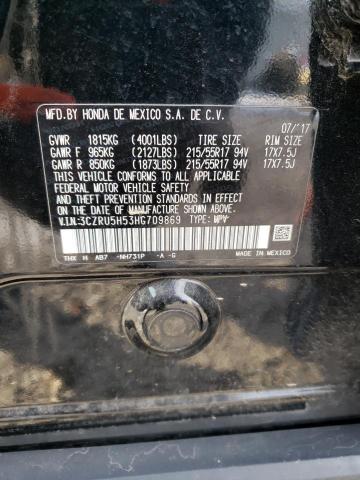 MFD.BY HONDA DE MEXICO S.A. DE C.V.
07/'17
GVWR 1815KG (4001LBS) TIRE SIZE RIM SIZE
GAWR F 965KG (2127LBS) 215/55R17 94V 17X7.5J
GAWR R 850KG (1873LBS) 215/55R17 94V 17X7.5J
THIS VEHICLE CONFORMS TO ALL APPLICABLE
FEDERAL MOTOR VEHICLE SAFETY AND THEFT
PREVENTION STANDARDS IN EFFECT ON THE
DATE OF MANUFACTURE SHOWN ABOVE.
V.I.N:3CZRU5H53HG709869 TYPE: MPV
THX H AB7 -NH731P -A -G MADE IN MEXICO